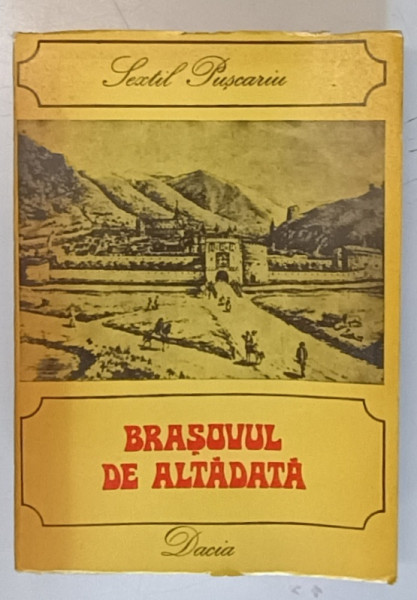 Sextil Pușcariu
BRAȘOVUL
DE ALTĂDATĂ
Dacia